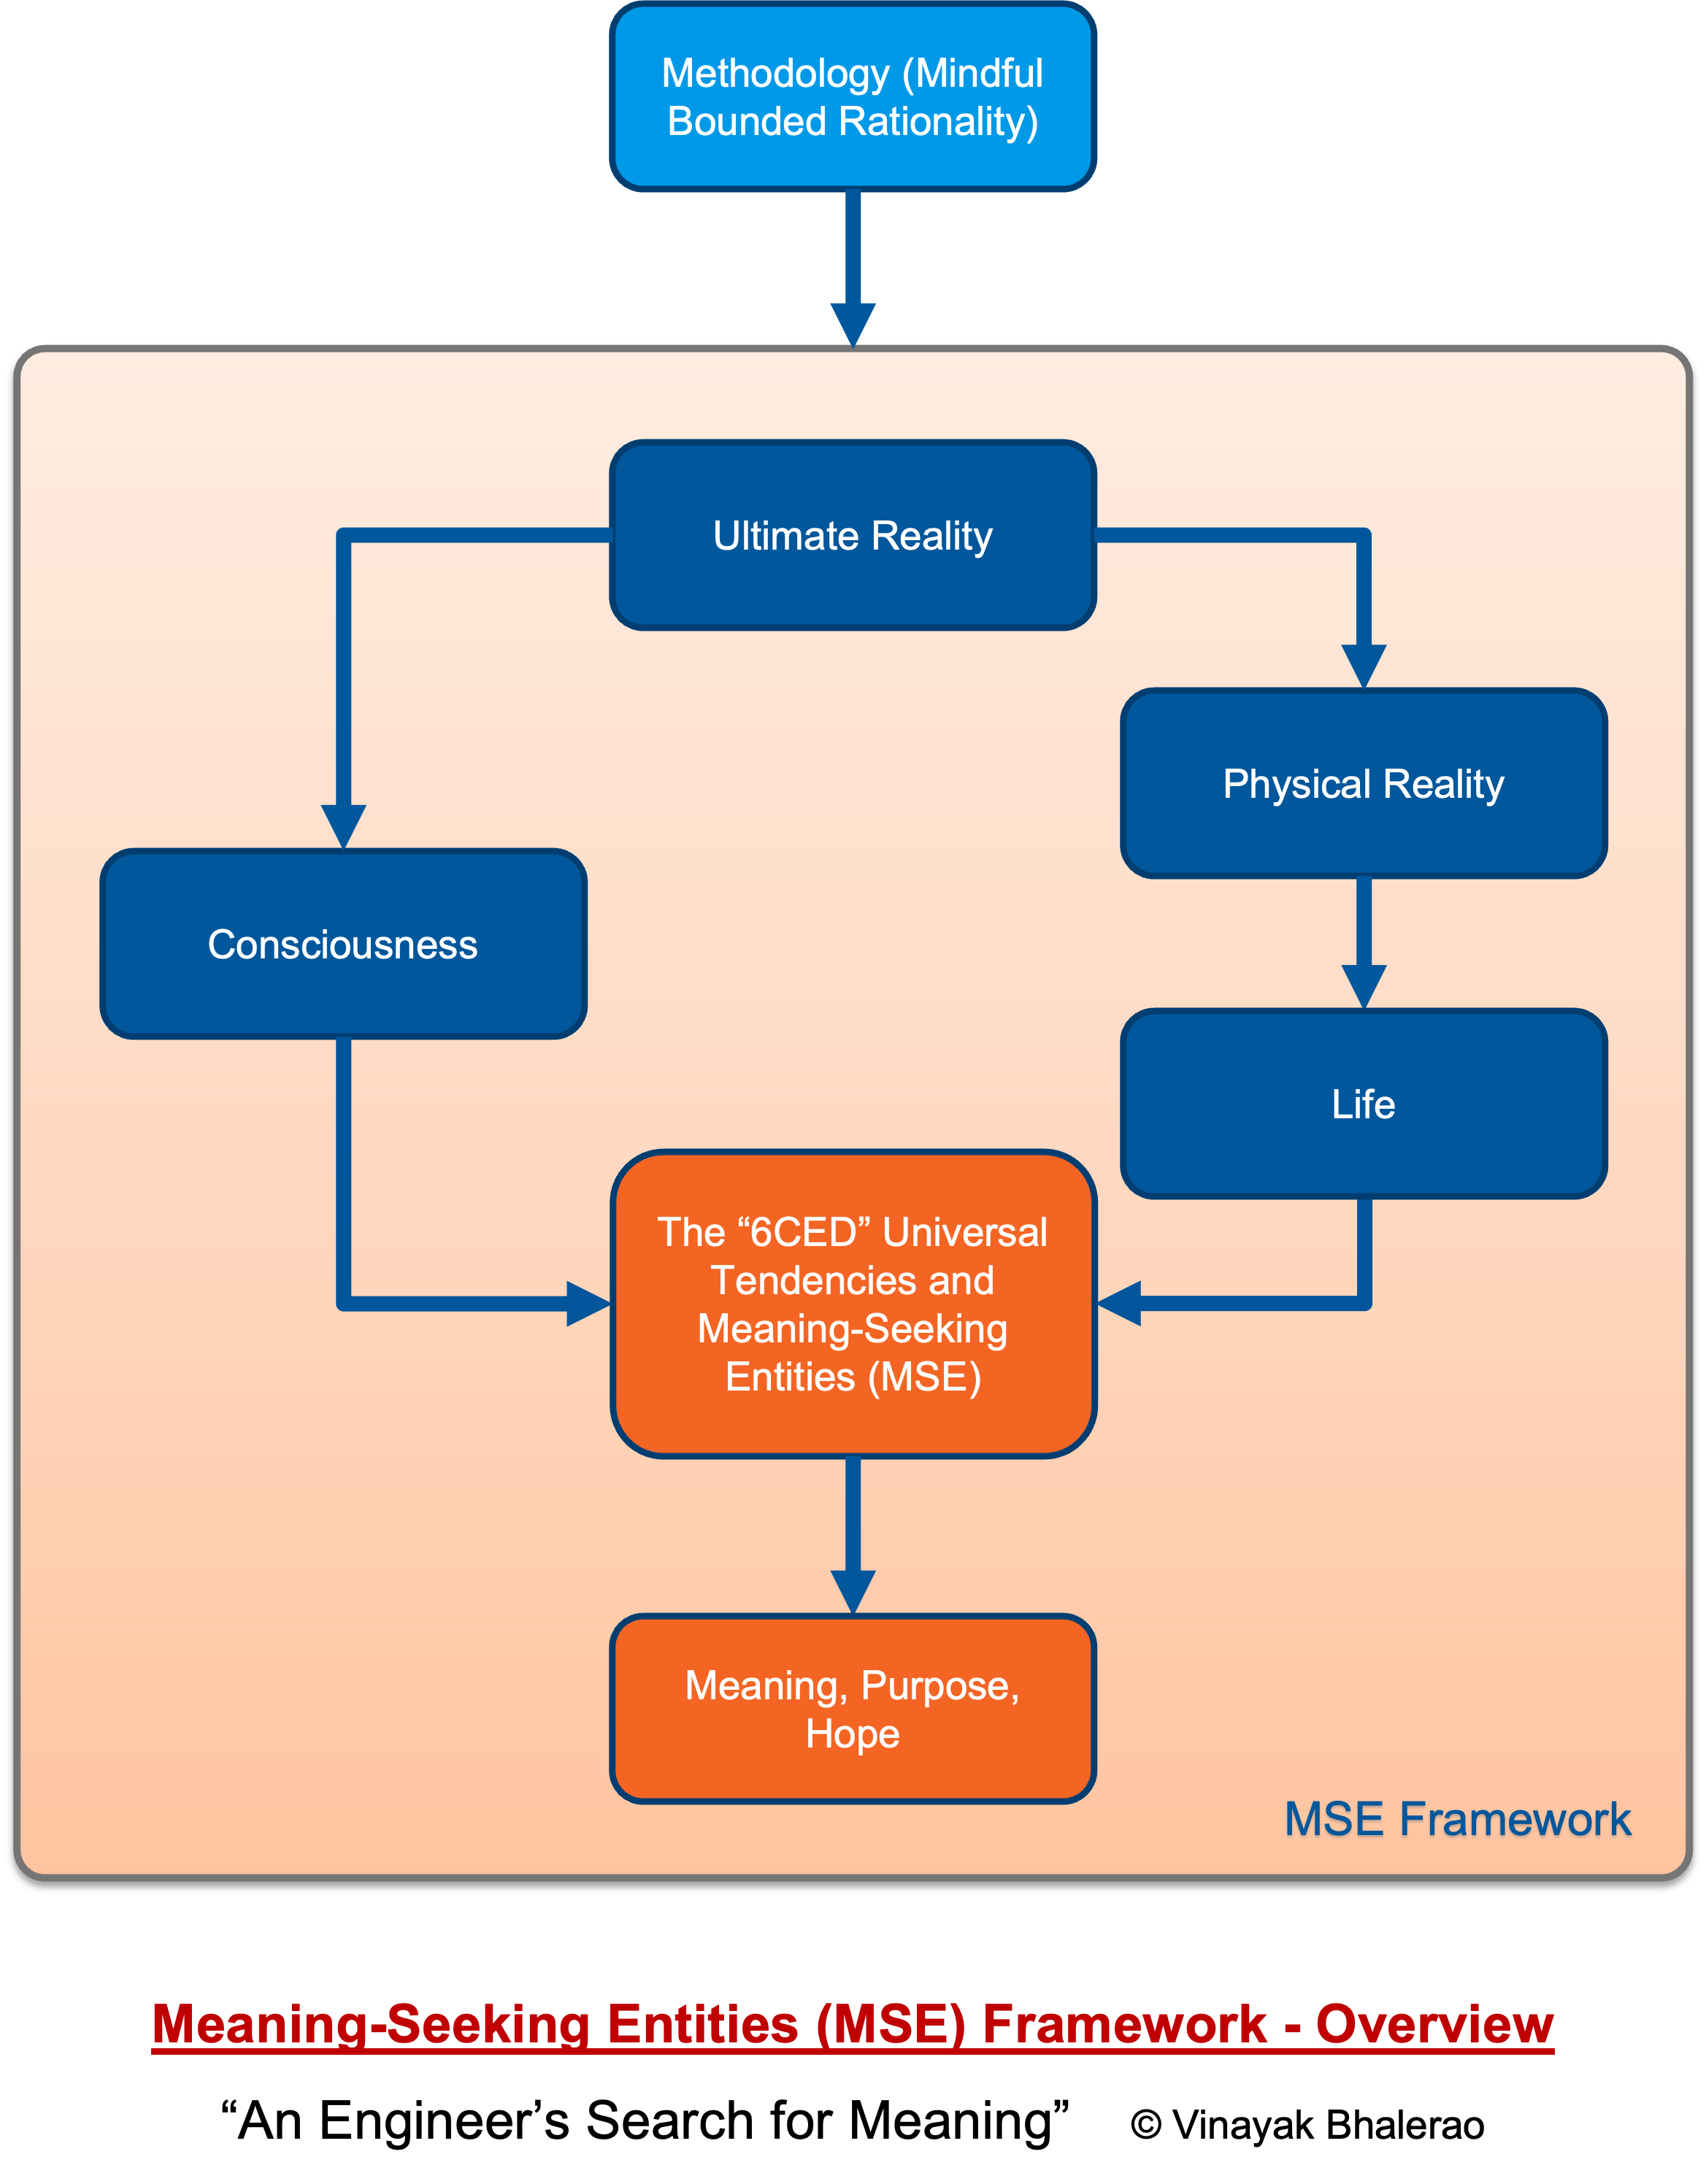 Methodology (Mindful
Bounded Rationality)
Ultimate Reality
Physical Reality
Consciousness
Life
The “6CED” Universal
Tendencies and
Meaning-Seeking
Entities (MSE)
Meaning, Purpose,
Hope
MSE Framework
Meaning-Seeking Entities (MSE) Framework - Overview
“An Engineer’s Search for Meaning” © Vinayak Bhalerao